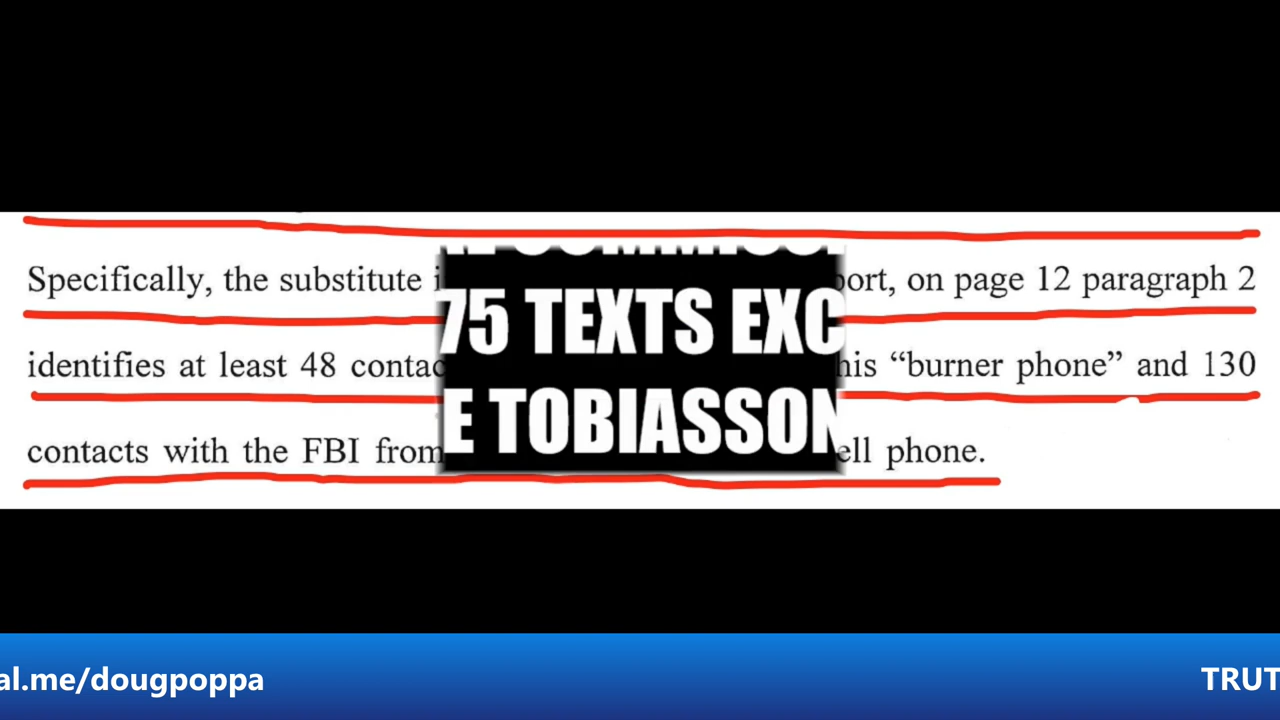 Specifically, the substitute
port, on page 12 paragraph 2
75 TEXTS EXC
identifies at least 48 contac
his “burner phone” and 130
E TOBIASSON
contacts with the FBI from
ell phone.
al.me/dougpoppa
TRUT